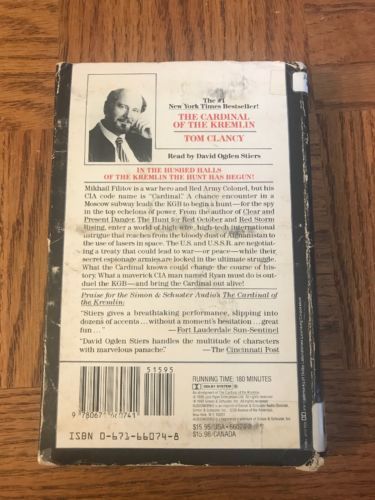 The #1
New York Times Bestseller!
THE CARDINAL
OF THE KREMLIN
TOM CLANCY
Read by David Ogden Stiers
IN THE HUSHED HALLS
OF THE KREMLIN THE HUNT HAS BEGUN!
Mikhail Filitov is a war hero and Red Army Colonel, but his
CIA code name is "Cardinal." A chance encounter in a
Moscow subway leads the KGB to begin a hunt—for the spy
in the top echelons of power. From the author of Clear and
Present Danger, The Hunt for Red October and Red Storm
Rising, enter a world of high-wire, high-tech international
intrigue that reaches from the bloody dust of Afghanistan to
the use of lasers in space. The U.S. and U.S.S.R. are negoti-
ating a treaty that could lead to war—or peace—while their
secret espionage armies are locked in the ultimate struggle.
What the Cardinal knows could change the course of his-
tory. What a maverick CIA man named Ryan must do is out-
duel the KGB—and bring the Cardinal out alive!
Praise for the Simon & Schuster Audio's The Cardinal of
the Kremlin:
"Stiers gives a breathtaking performance, slipping into
dozens of accents ... without a moment's hesitation ... great
fun ..." — Fort Lauderdale Sun-Sentinel
"David Ogden Stiers handles the multitude of characters
with marvelous panache." —The Cincinnati Post
51595
9 780671 660741
ISBN 0-671-66074-8
RUNNING TIME: 180 MINUTES
DOLBY SYSTEM
$15.95/USA
$15.95/CANADA